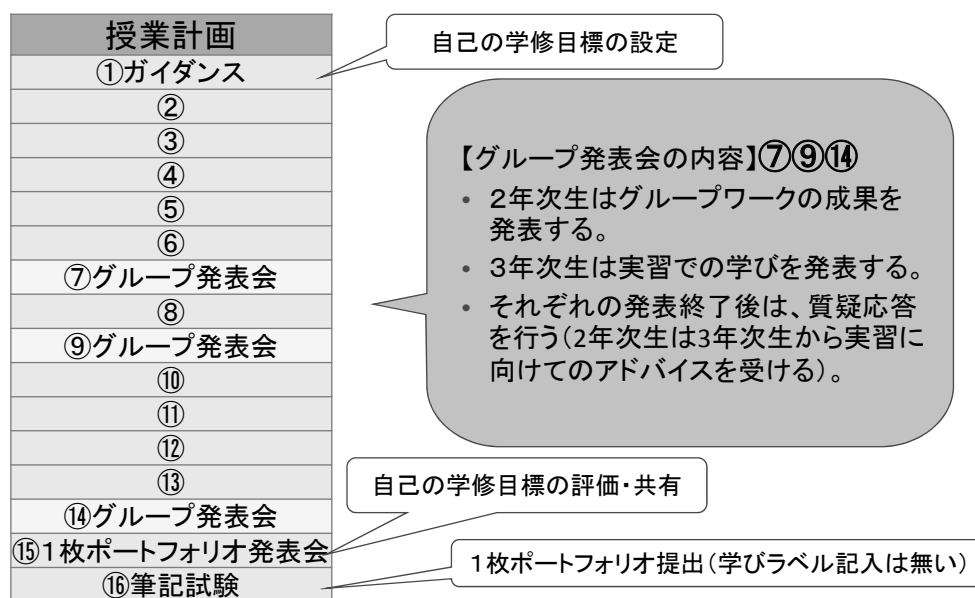 授業計画
①ガイダンス
②
③
④
⑤
⑥
⑦グループ発表会
⑧
⑨グループ発表会
⑩
⑪
⑫
⑬
⑭グループ発表会
⑮1枚ポートフォリオ発表会
⑯筆記試験
自己の学修目標の設定
【グループ発表会の内容】⑦⑨⑭
• 2年次生はグループワークの成果を
発表する。
• 3年次生は実習での学びを発表する。
• それぞれの発表終了後は、質疑応答
を行う(2年次生は3年次生から実習に
向けてのアドバイスを受ける)。
自己の学修目標の評価・共有
1枚ポートフォリオ提出(学びラベル記入は無い)